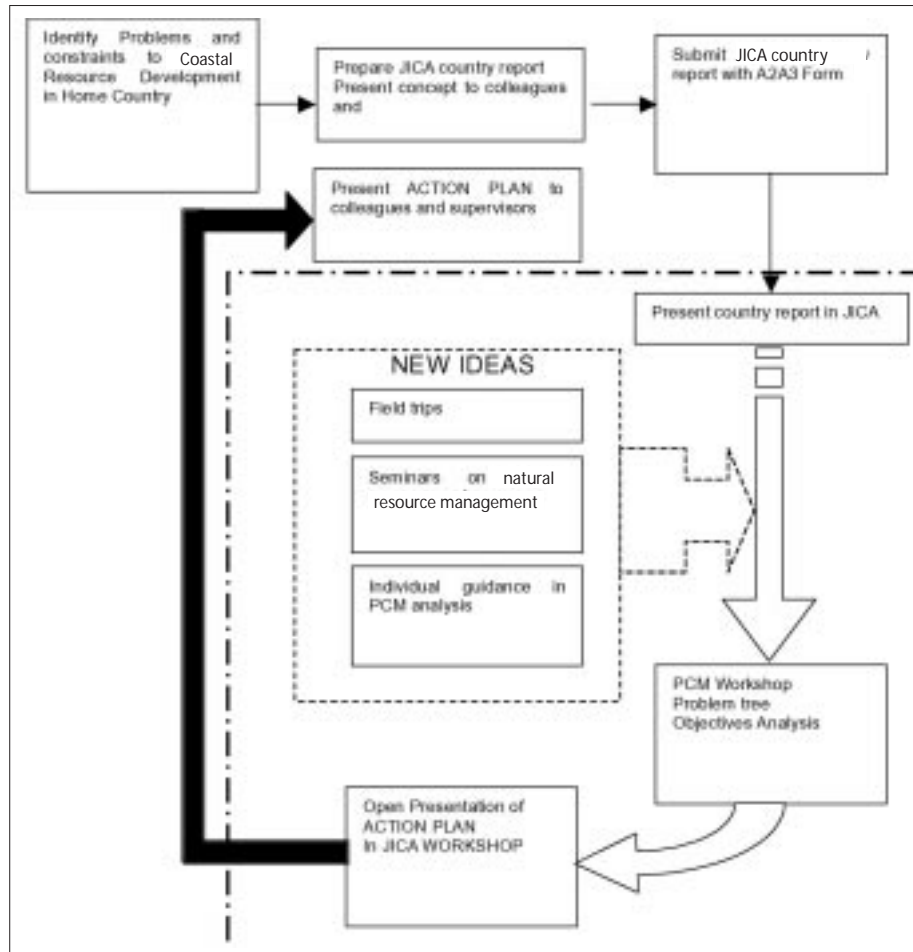 Identify Problems and
constraints to Coastal
Resource Development
in Home Country
Prepare JICA country report
Present concept to colleagues
and
Submit JICA country
report with A2A3 Form
Present ACTION PLAN to
colleagues and supervisors
Present country report in JICA
NEW IDEAS
Field trips
Seminars on natural
resource management
Individual guidance in
PCM analysis
PCM Workshop
Problem tree
Objectives Analysis
Open Presentation of
ACTION PLAN
In JICA WORKSHOP